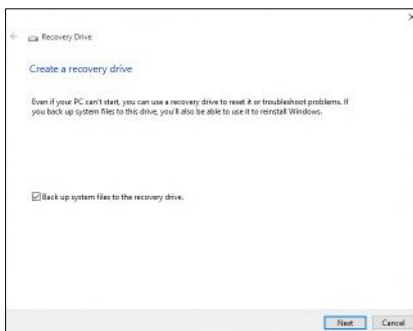 Recovery Drive
Create a recovery drive
Even if your PC can't start, you can use a recovery drive to reset it or troubleshoot problems. If
you back up system files to this drive, you'll also be able to use it to reinstall Windows.
Back up system files to the recovery drive.
Next Cancel